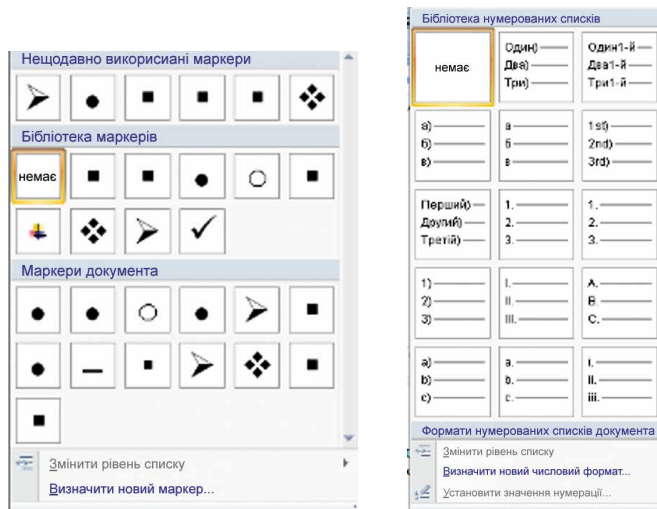 Нещодавно використиані маркери
Бібліотека маркерів
немає
Маркери документа
Змінити рівень списку
Визначити новий маркер...
Бібліотека нумерованих списків
немає
Один)
Два)
Три)
Один1-й
Два1-й
Три1-й
а)
б)
в)
а
б
в
1st)
2nd)
3rd)
Перший)
Другий)
Третій)
1.
2.
3.
1.
2.
3.
1)
2)
3)
I.
II.
III.
A.
B.
C.
a)
b)
c)
a.
b.
c.
i.
ii.
iii.
Формати нумерованих списків документа
Змінити рівень списку
Визначити новий числовий формат...
Установити значення нумерації...